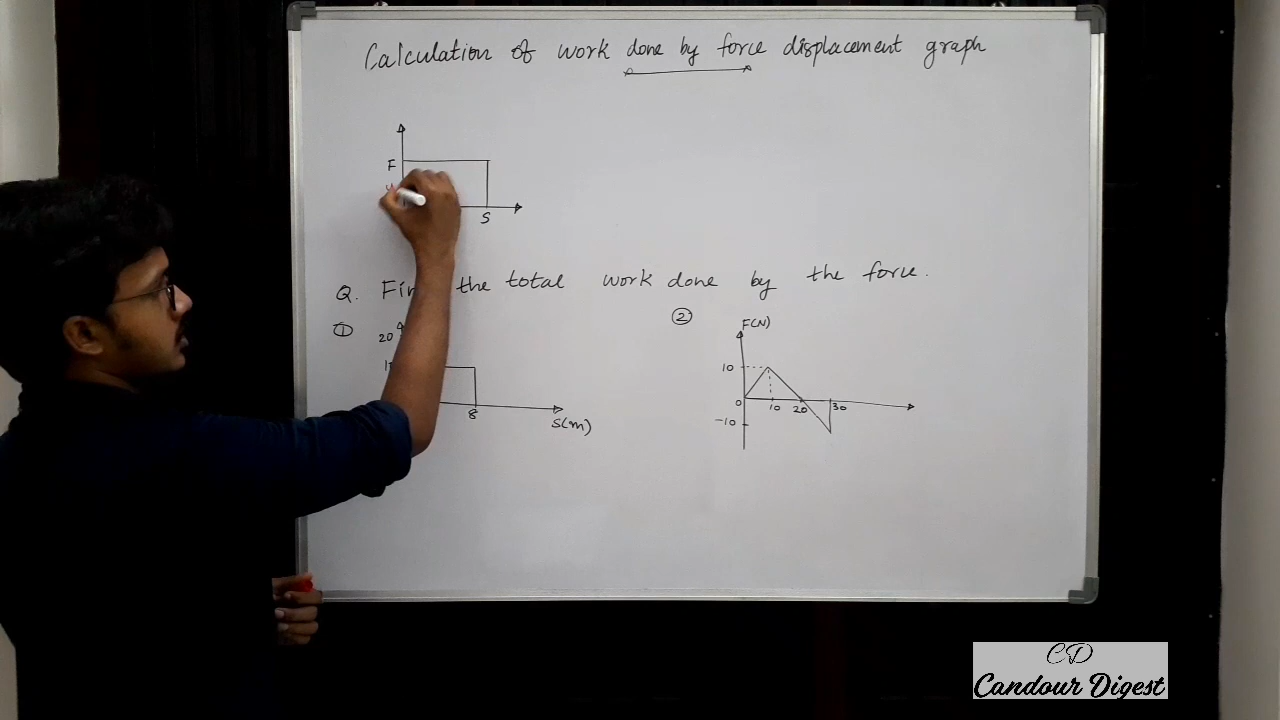 Calculation of work done by force displacement graph
F
S
Q. the total work done by the force.
①
20
8
S(m)
②
F(N)
10
0
10 20 30
-10
CD
Candour Digest